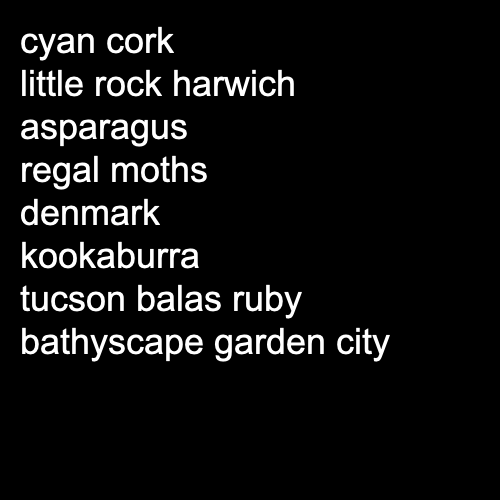 cyan cork
little rock harwich
asparagus
regal moths
denmark
kookaburra
tucson balas ruby
bathyscape garden city